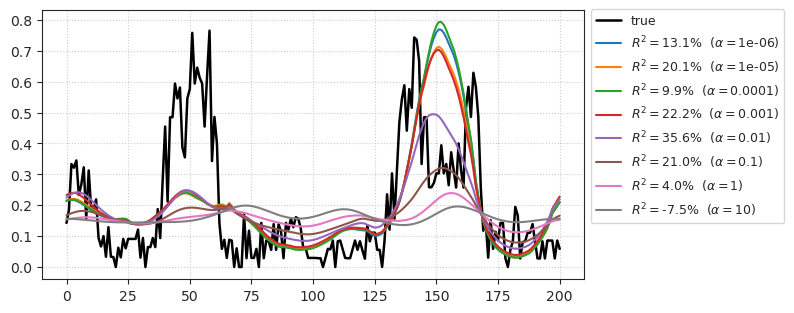 0.8
0.7
0.6
0.5
0.4
0.3
0.2
0.1
0.0
0 25 50 75 100 125 150 175 200
true
R² = 13.1% (α = 1e-06)
R² = 20.1% (α = 1e-05)
R² = 9.9% (α = 0.0001)
R² = 22.2% (α = 0.001)
R² = 35.6% (α = 0.01)
R² = 21.0% (α = 0.1)
R² = 4.0% (α = 1)
R² = -7.5% (α = 10)